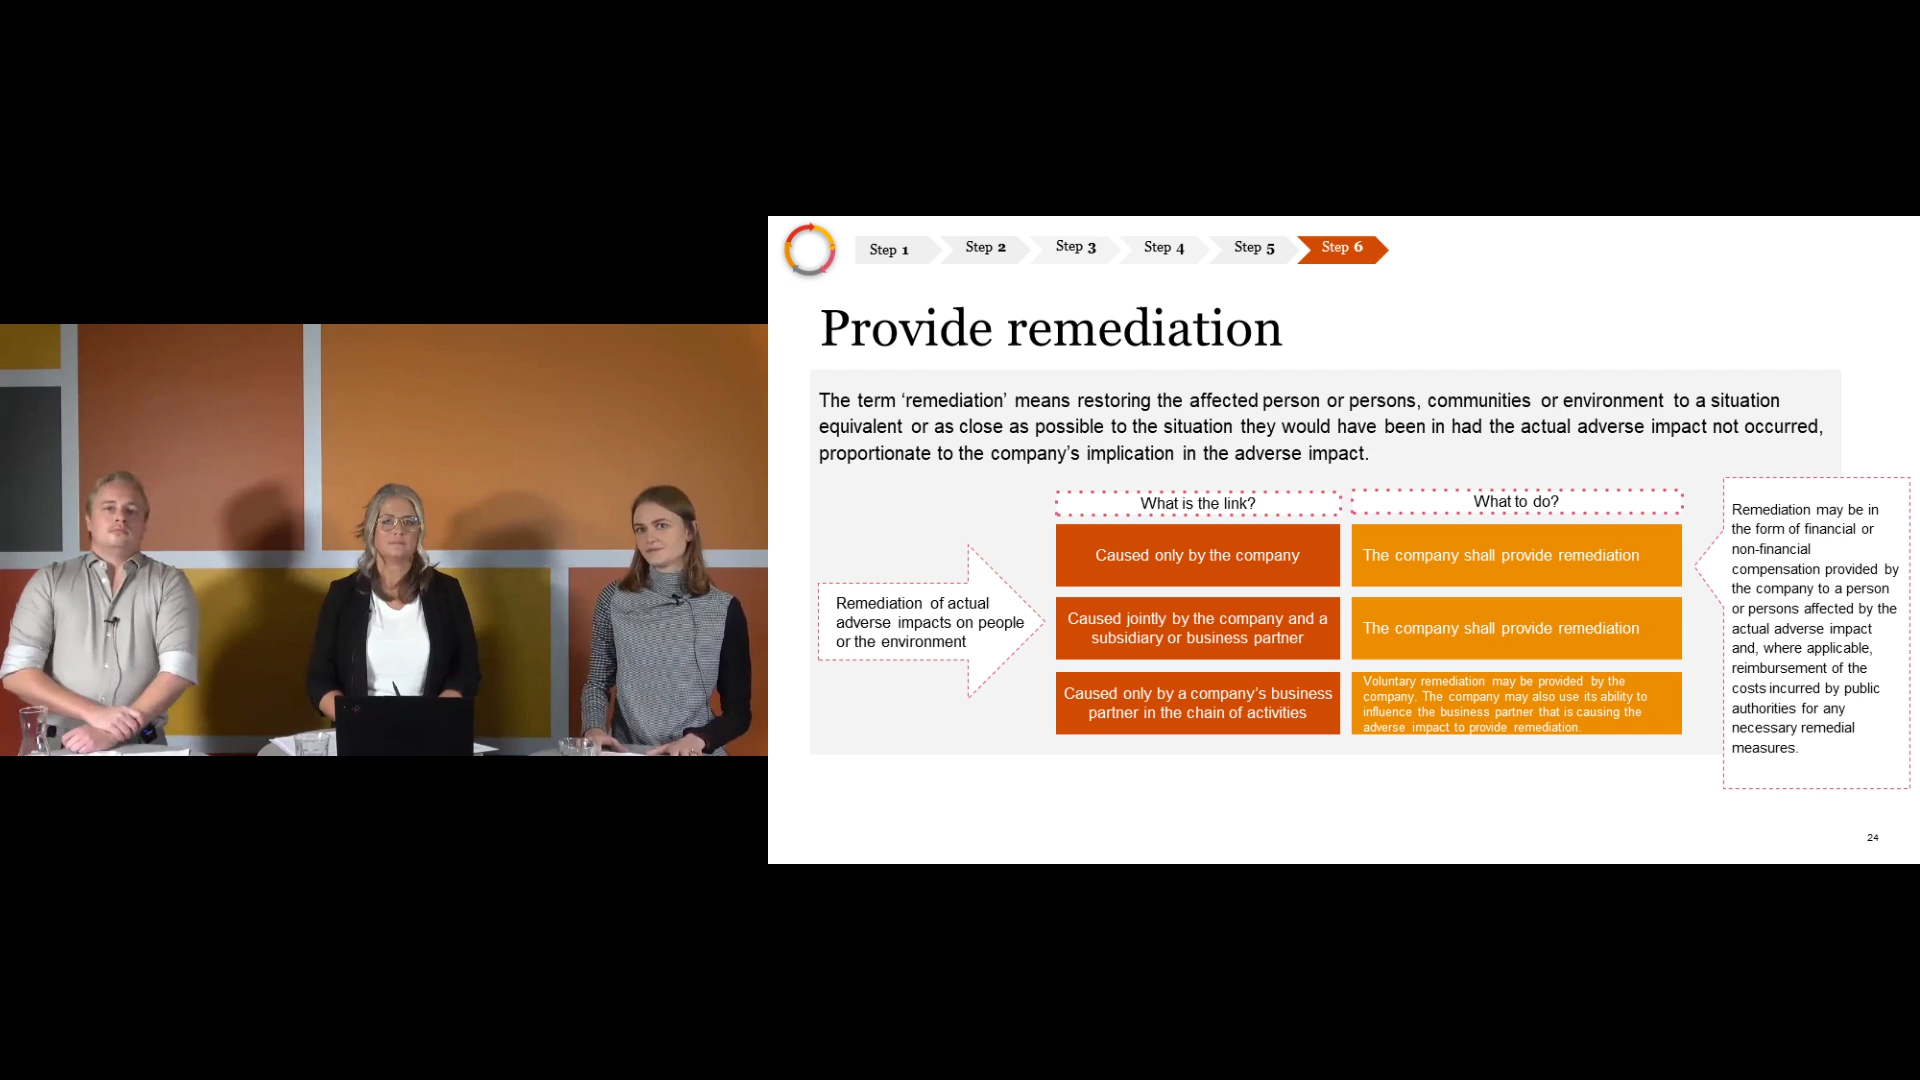 Step 1
Step 2
Step 3
Step 4
Step 5
Step 6
Provide remediation
The term ‘remediation’ means restoring the affected person or persons, communities or environment to a situation
equivalent or as close as possible to the situation they would have been in had the actual adverse impact not occurred,
proportionate to the company’s implication in the adverse impact.
Remediation of actual
adverse impacts on people
or the environment
What is the link?
What to do?
Caused only by the company
The company shall provide remediation
Caused jointly by the company and a
subsidiary or business partner
The company shall provide remediation
Caused only by a company’s business
partner in the chain of activities
Voluntary remediation may be provided by the
company. The company may also use its ability to
influence the business partner that is causing the
adverse impact to provide remediation.
Remediation may be in
the form of financial or
non-financial
compensation provided by
the company to a person
or persons affected by the
actual adverse impact
and, where applicable,
reimbursement of the
costs incurred by public
authorities for any
necessary remedial
measures.
24